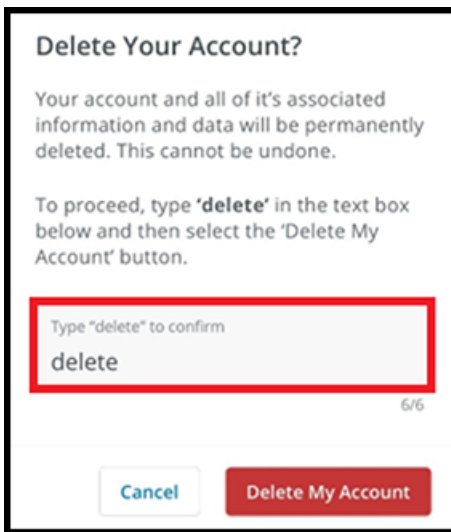 Delete Your Account?
Your account and all of it's associated
information and data will be permanently
deleted. This cannot be undone.
To proceed, type ‘delete’ in the text box
below and then select the ‘Delete My
Account’ button.
Type “delete” to confirm
delete
6/6
Cancel Delete My Account